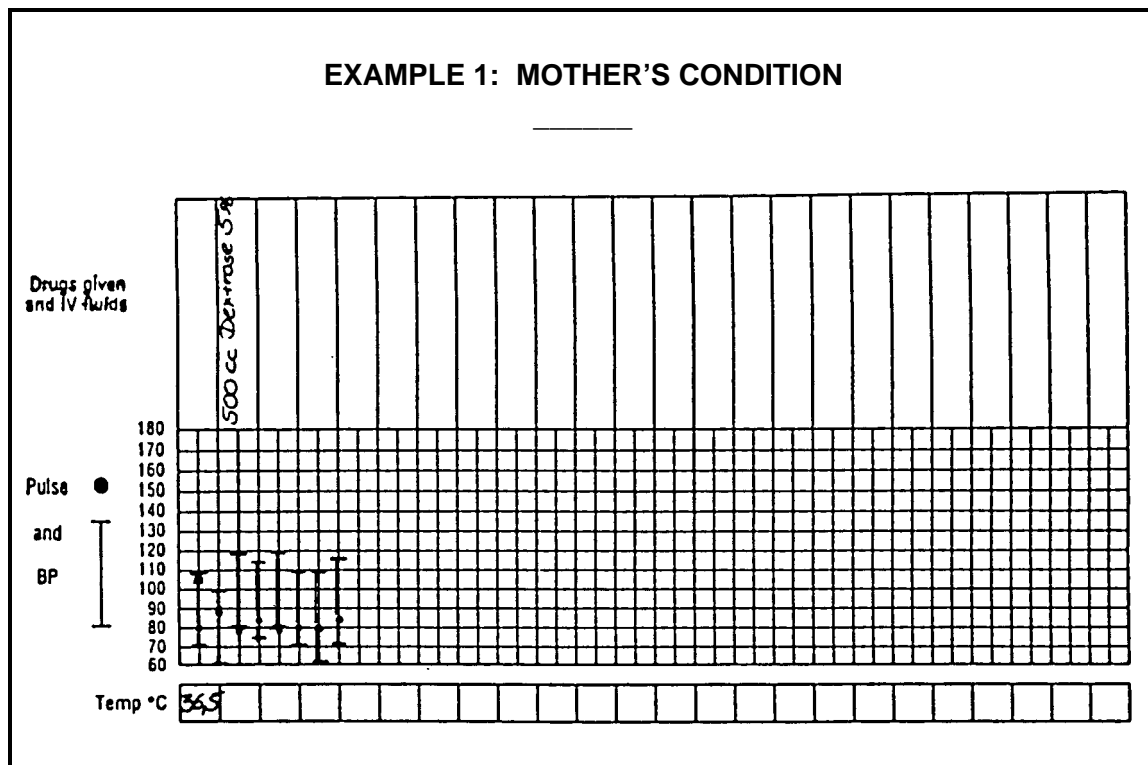 EXAMPLE 1: MOTHER'S CONDITION
Drugs given
and IV fluids
500 cc Dextrose 5%
180
170
160
Pulse
150
140
and
130
120
BP
110
100
90
80
70
60
Temp °C
36,5